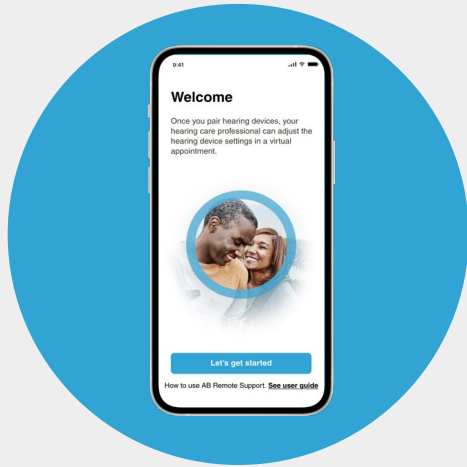 9:41
Welcome
Once you pair hearing devices, your
hearing care professional can adjust the
hearing device settings in a virtual
appointment.
Let's get started
How to use AB Remote Support. See user guide